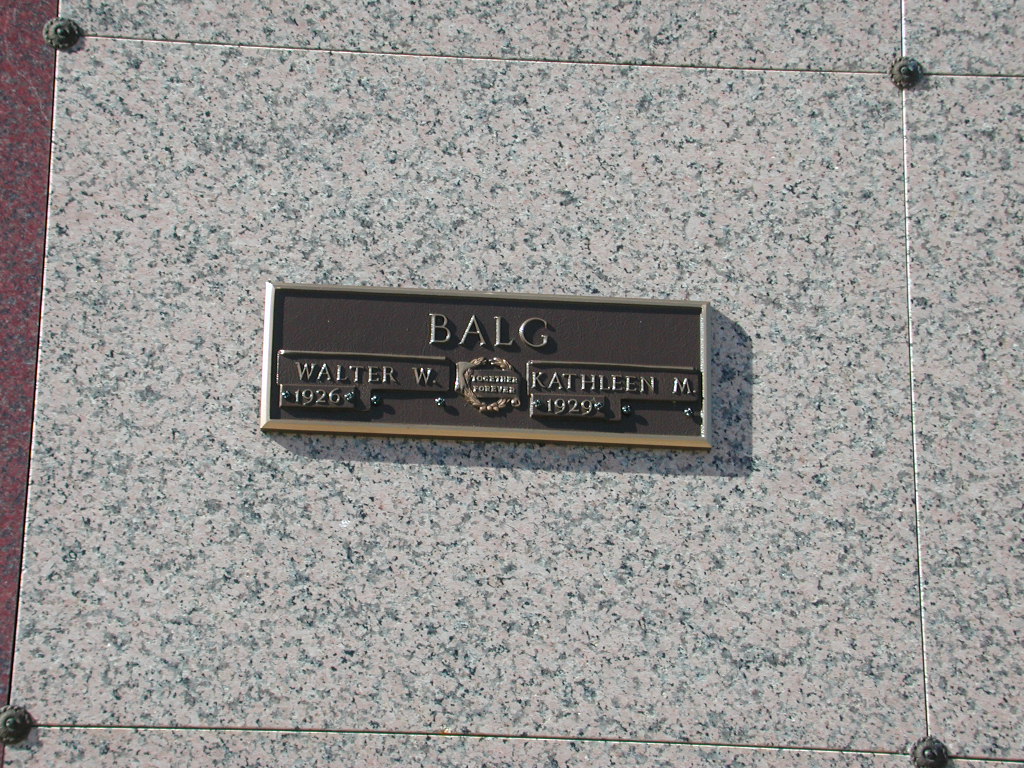 BALG
WALTER W.
1926
TOGETHER
FOREVER
KATHLEEN M.
1929